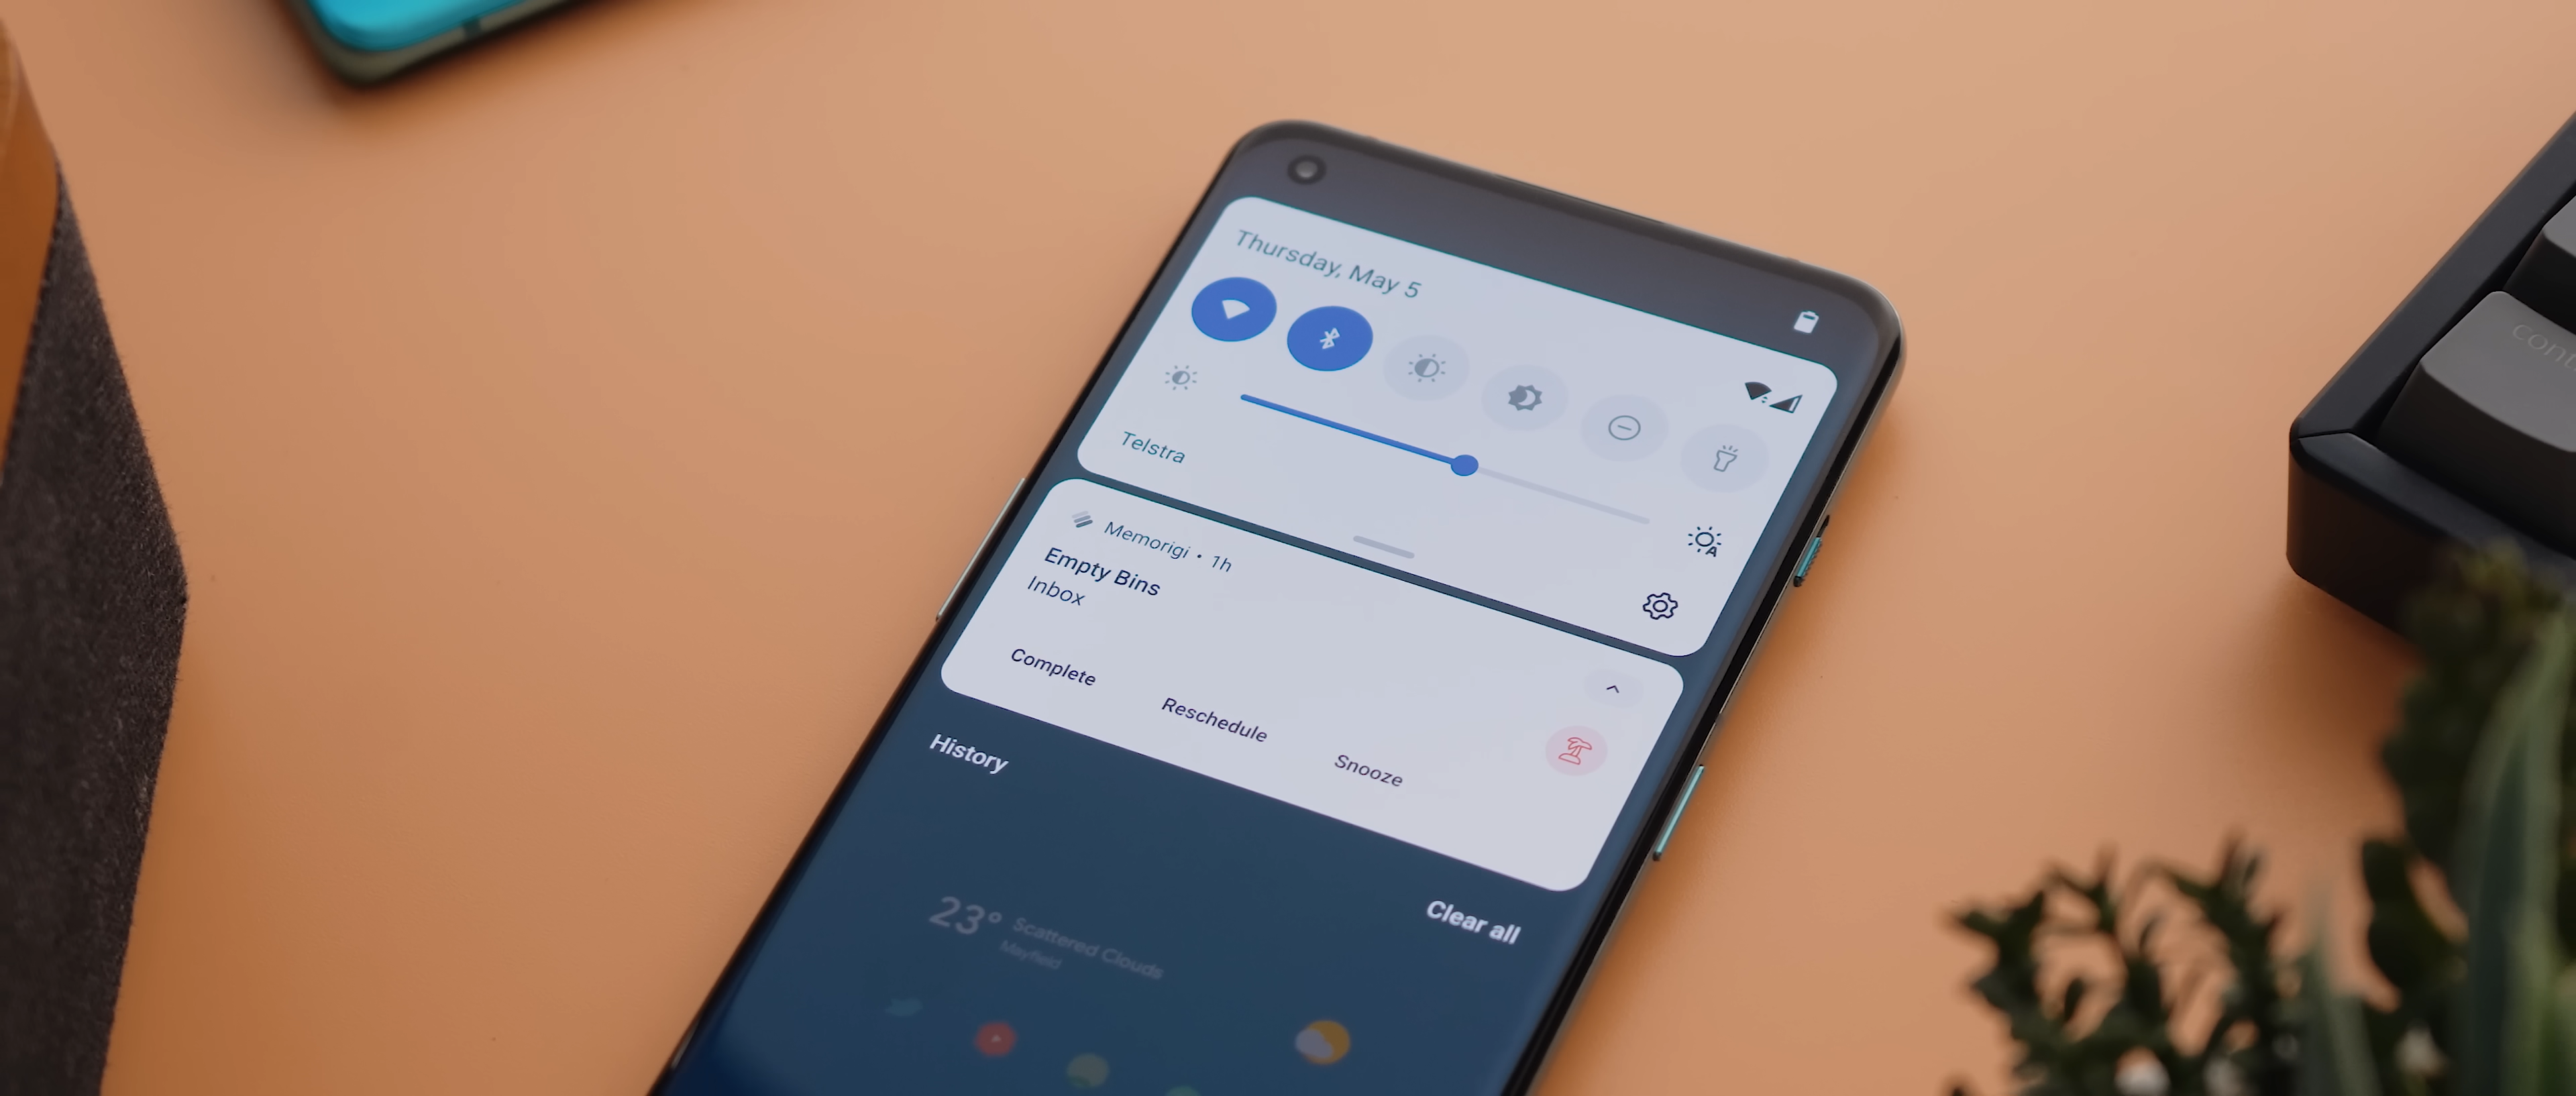 Thursday, May 5
Telstra
Memorigi • 1h
Empty Bins
Inbox
Complete
Reschedule
Snooze
History
Clear all
23° Scattered Clouds
Mayfield